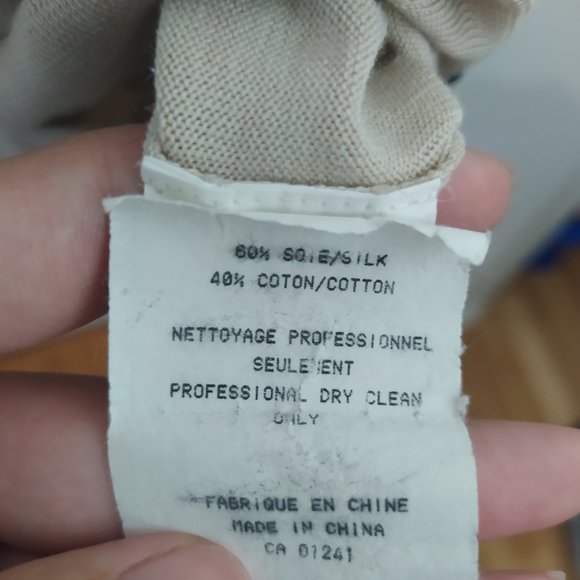 60% SOIE/SILK
40% COTON/COTTON
NETTOYAGE PROFESSIONNEL
SEULEMENT
PROFESSIONAL DRY CLEAN
ONLY
FABRIQUE EN CHINE
MADE IN CHINA
CA 01241